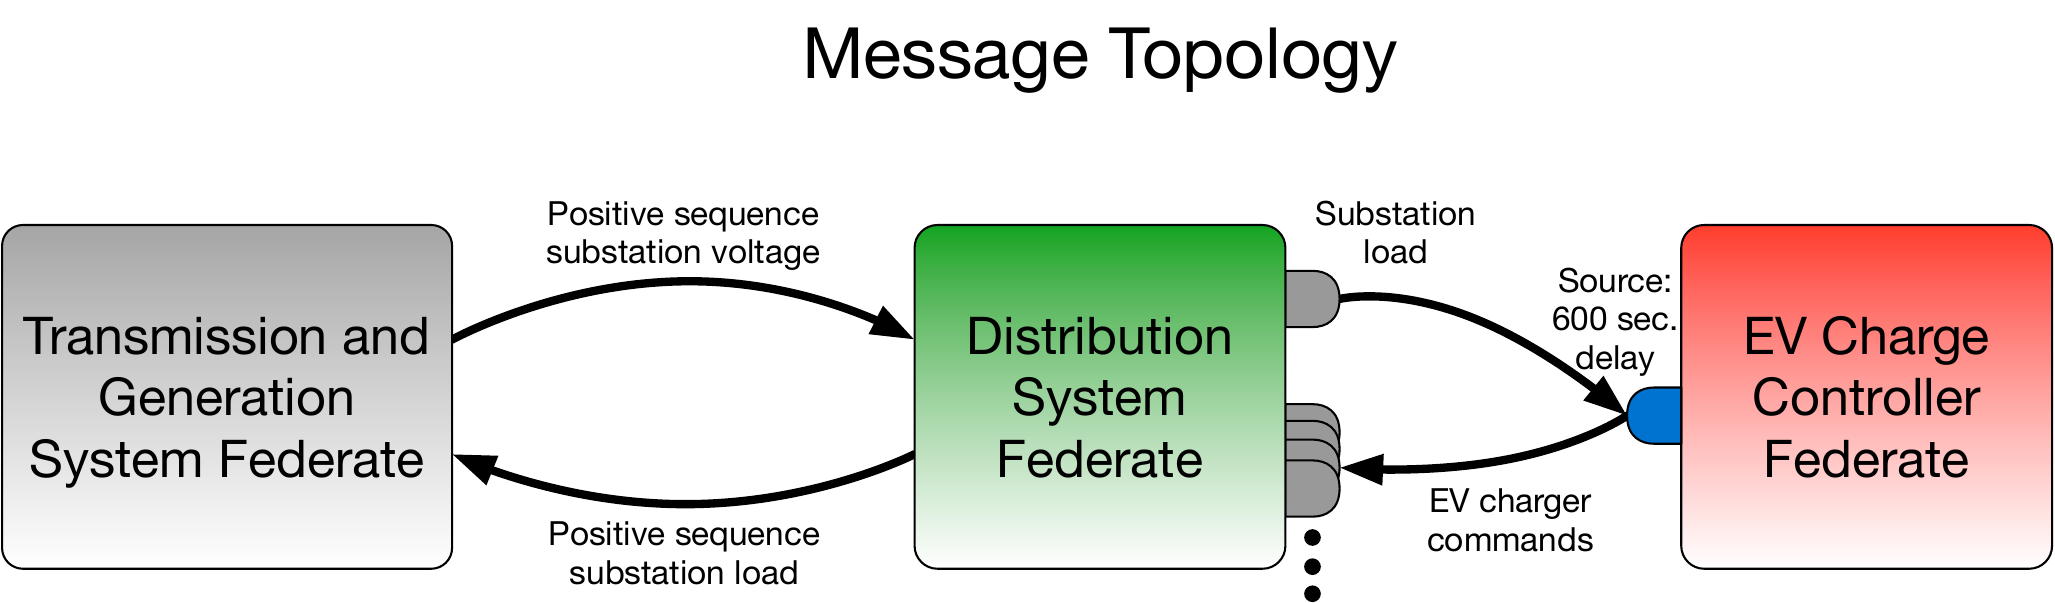 Message Topology
Positive sequence
substation voltage
Substation
load
Source:
600 sec.
delay
Transmission and
Generation
System Federate
Distribution
System
Federate
EV Charge
Controller
Federate
EV charger
commands
Positive sequence
substation load